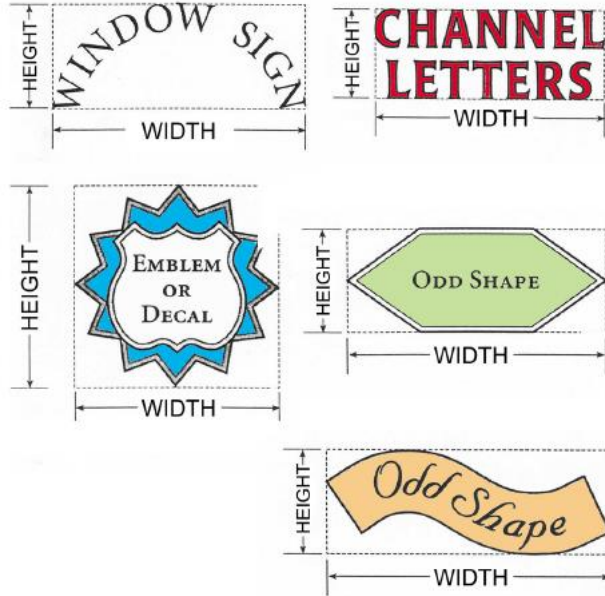 HEIGHT
WINDOW SIGN
WIDTH
HEIGHT
CHANNEL
LETTERS
WIDTH
HEIGHT
EMBLEM
OR
DECAL
WIDTH
HEIGHT
ODD SHAPE
WIDTH
HEIGHT
Odd Shape
WIDTH